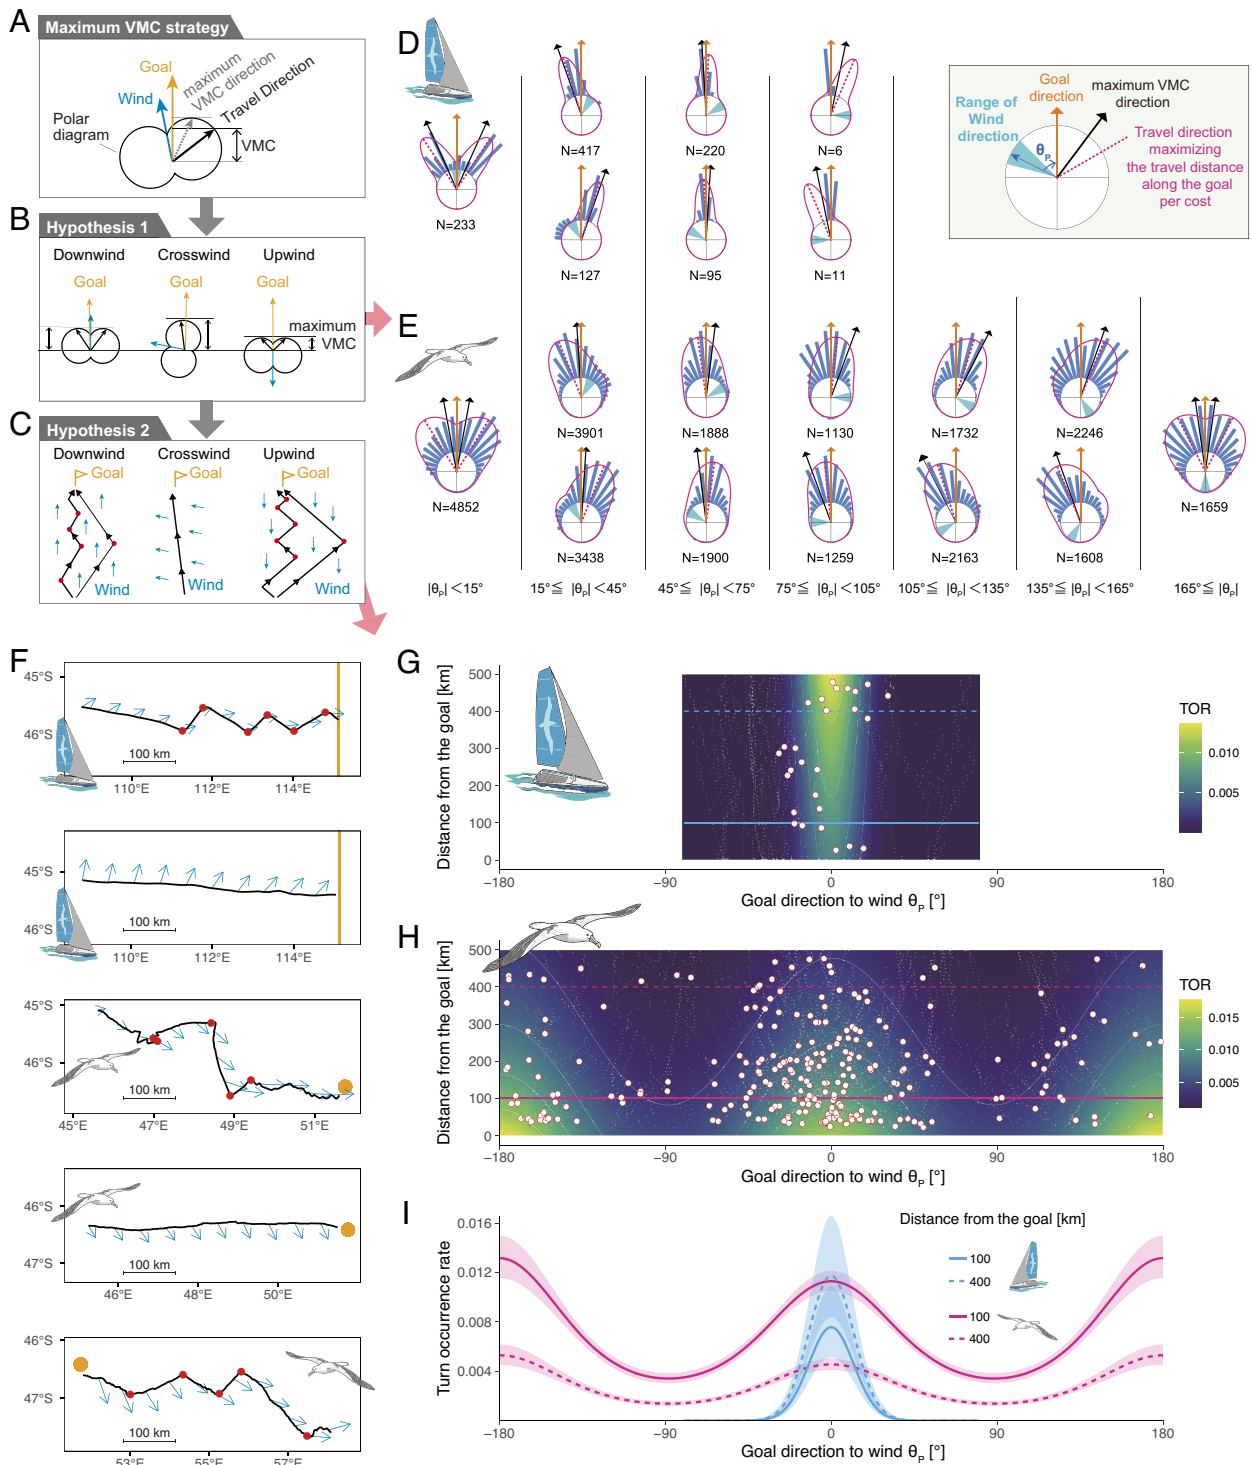 A
Maximum VMC strategy
Goal
Wind
maximum
VMC direction
Travel Direction
Polar
diagram
VMC
B
Hypothesis 1
Downwind
Crosswind
Upwind
Goal
Goal
Goal
maximum
VMC
C
Hypothesis 2
Downwind
Crosswind
Upwind
Goal
Goal
Goal
Wind
Wind
Wind
D
N=233
N=417
N=220
N=6
N=127
N=95
N=11
Goal
direction
maximum VMC
direction
Range of
Wind
direction
θP
Travel direction
maximizing
the travel distance
along the goal
per cost
E
N=4852
N=3901
N=1888
N=1130
N=1732
N=2246
N=1659
N=3438
N=1900
N=1259
N=2163
N=1608
|θP| <15°
15°≦ |θP| <45°
45°≦ |θP| <75°
75°≦ |θP| <105°
105°≦ |θP| <135°
135°≦ |θP| <165°
165°≦ |θP|
F
45°S
46°S
100 km
110°E
112°E
114°E
45°S
46°S
100 km
110°E
112°E
114°E
45°S
46°S
100 km
45°E
47°E
49°E
51°E
46°S
47°S
100 km
46°E
48°E
50°E
46°S
47°S
100 km
53°E
55°E
57°E
G
Distance from the goal [km]
500
400
300
200
100
0
−180
−90
0
90
180
Goal direction to wind θP [°]
TOR
0.010
0.005
H
Distance from the goal [km]
500
400
300
200
100
0
−180
−90
0
90
180
Goal direction to wind θP [°]
TOR
0.015
0.010
0.005
I
Turn occurrence rate
0.016
0.012
0.008
0.004
−180
−90
0
90
180
Goal direction to wind θP [°]
Distance from the goal [km]
100
400
100
400